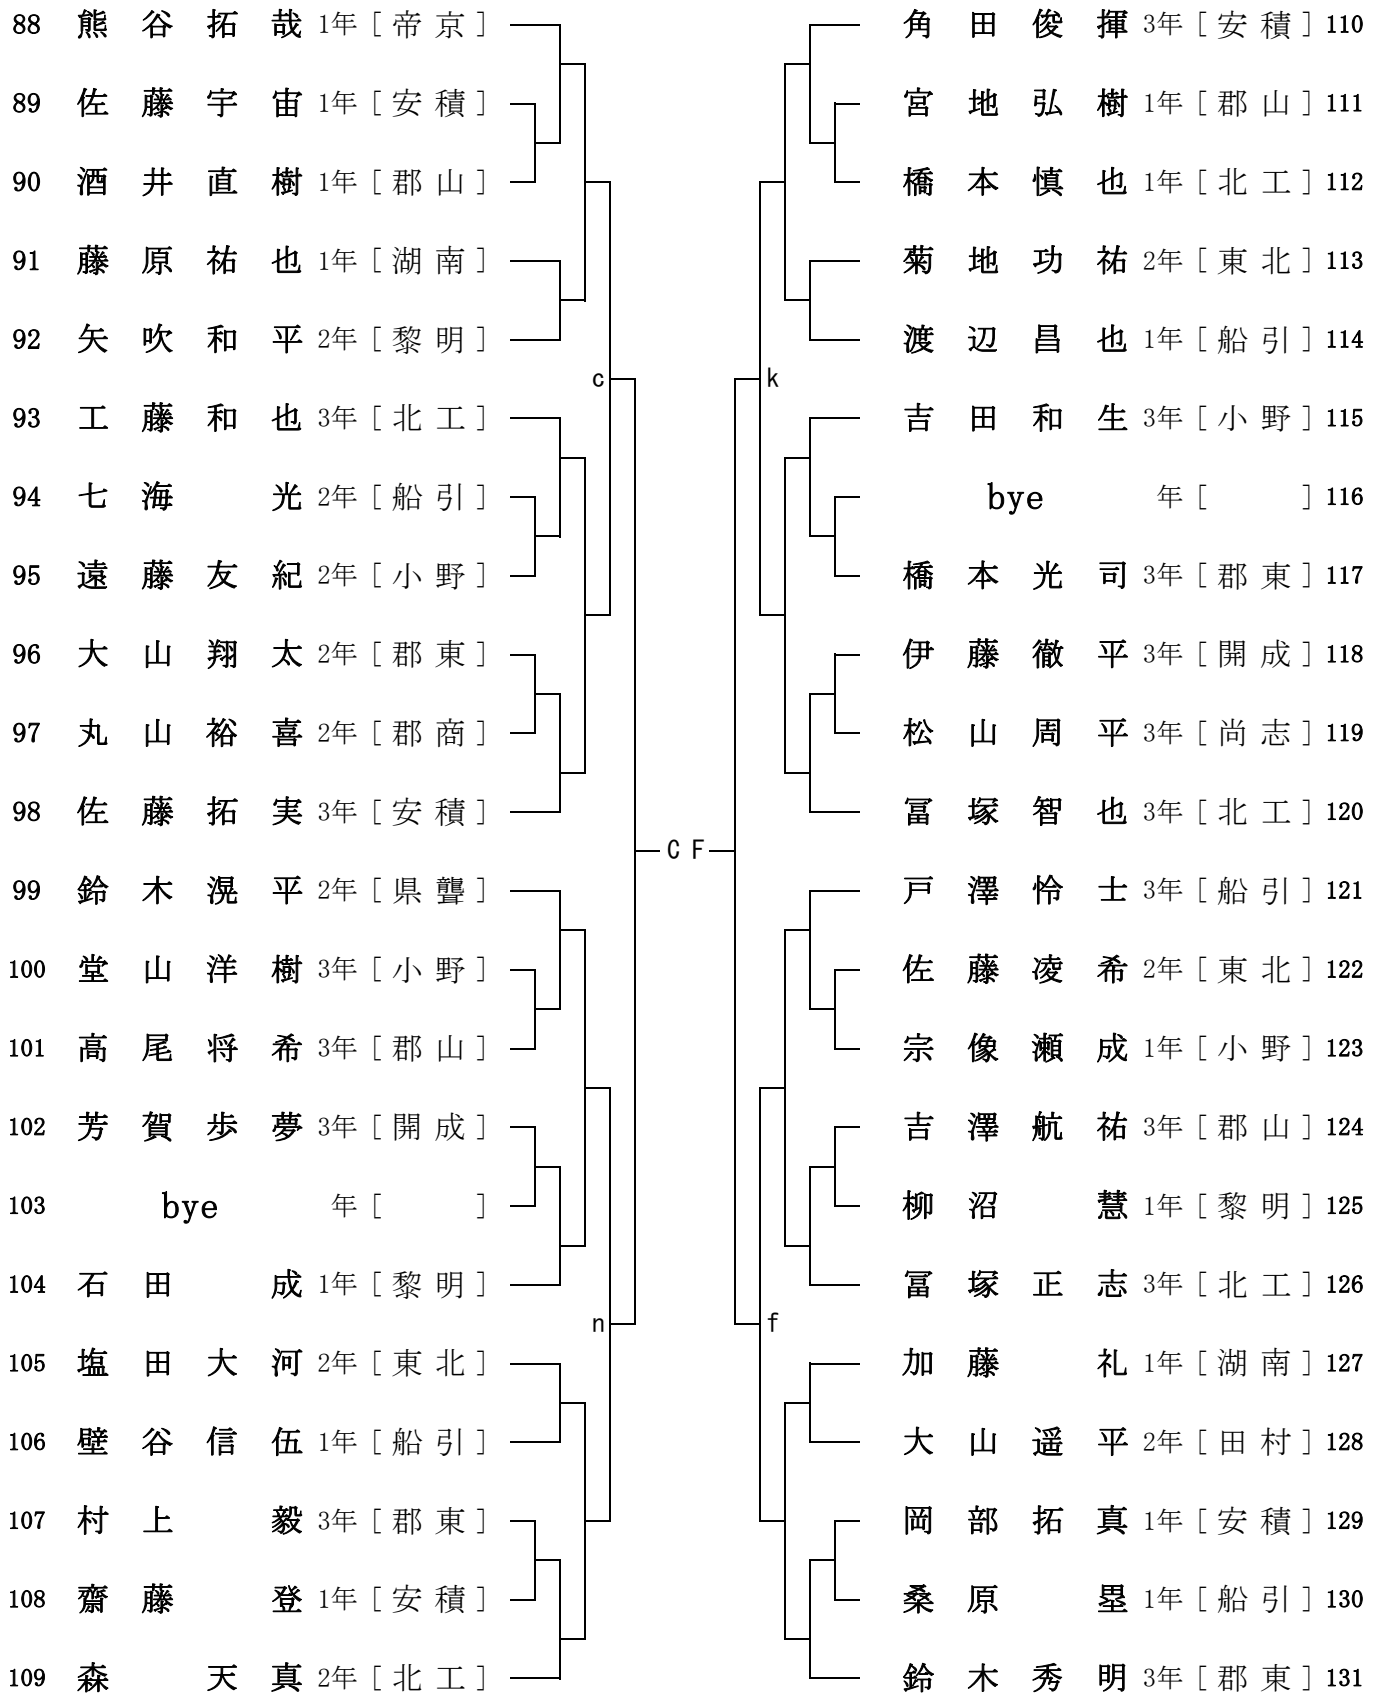 88 熊谷拓哉 1年 [ 帝京 ]
89 佐藤宇宙 1年 [ 安積 ]
90 酒井直樹 1年 [ 郡山 ]
91 藤原祐也 1年 [ 湖南 ]
92 矢吹和平 2年 [ 黎明 ]
c
93 工藤和也 3年 [ 北工 ]
94 七海光 2年 [ 船引 ]
95 遠藤友紀 2年 [ 小野 ]
96 大山翔太 2年 [ 郡東 ]
97 丸山裕喜 2年 [ 郡商 ]
98 佐藤拓実 3年 [ 安積 ]
C
99 鈴木滉平 2年 [ 県聾 ]
100 堂山洋樹 3年 [ 小野 ]
101 高尾将希 3年 [ 郡山 ]
102 芳賀歩夢 3年 [ 開成 ]
103 bye 年 [ ]
104 石田成 1年 [ 黎明 ]
n
105 塩田大河 2年 [ 東北 ]
106 壁谷信伍 1年 [ 船引 ]
107 村上毅 3年 [ 郡東 ]
108 齋藤登 1年 [ 安積 ]
109 森天真 2年 [ 北工 ]
角田俊揮 3年 [ 安積 ] 110
宮地弘樹 1年 [ 郡山 ] 111
橋本慎也 1年 [ 北工 ] 112
菊地功祐 2年 [ 東北 ] 113
渡辺昌也 1年 [ 船引 ] 114
k
吉田和生 3年 [ 小野 ] 115
bye 年 [ ] 116
橋本光司 3年 [ 郡東 ] 117
伊藤徹平 3年 [ 開成 ] 118
松山周平 3年 [ 尚志 ] 119
冨塚智也 3年 [ 北工 ] 120
F
戸澤怜士 3年 [ 船引 ] 121
佐藤凌希 2年 [ 東北 ] 122
宗像瀬成 1年 [ 小野 ] 123
吉澤航祐 3年 [ 郡山 ] 124
柳沼慧 1年 [ 黎明 ] 125
冨塚正志 3年 [ 北工 ] 126
f
加藤礼 1年 [ 湖南 ] 127
大山遥平 2年 [ 田村 ] 128
岡部拓真 1年 [ 安積 ] 129
桑原塁 1年 [ 船引 ] 130
鈴木秀明 3年 [ 郡東 ] 131